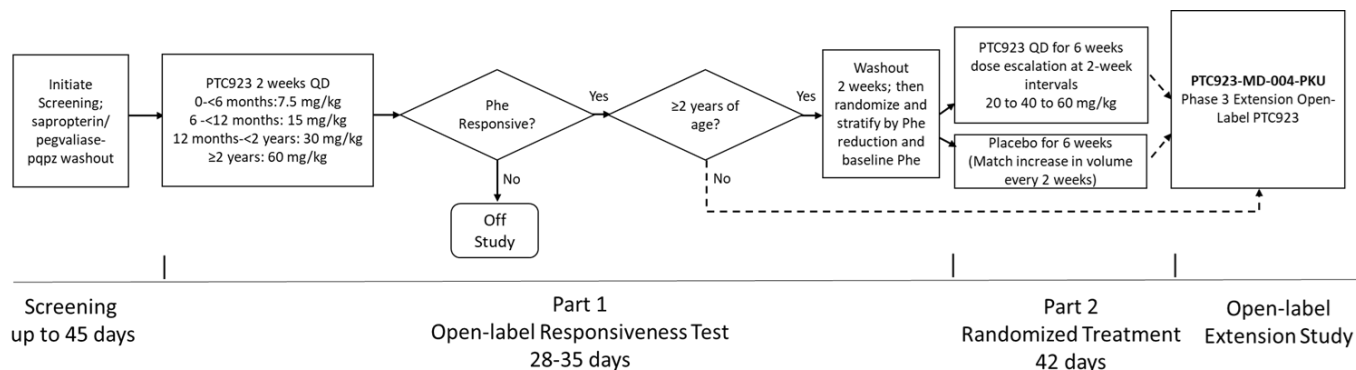 Initiate
Screening;
sapropterin/
pegvaliase-
pqpz washout
PTC923 2 weeks QD
0-<6 months:7.5 mg/kg
6 -<12 months: 15 mg/kg
12 months-<2 years: 30 mg/kg
≥2 years: 60 mg/kg
Phe
Responsive?
Yes
No
Off
Study
≥2 years of
age?
Yes
No
Washout
2 weeks; then
randomize and
stratify by Phe
reduction and
baseline Phe
PTC923 QD for 6 weeks
dose escalation at 2-week
intervals
20 to 40 to 60 mg/kg
Placebo for 6 weeks
(Match increase in volume
every 2 weeks)
PTC923-MD-004-PKU
Phase 3 Extension Open-
Label PTC923
Screening
up to 45 days
Part 1
Open-label Responsiveness Test
28-35 days
Part 2
Randomized Treatment
42 days
Open-label
Extension Study